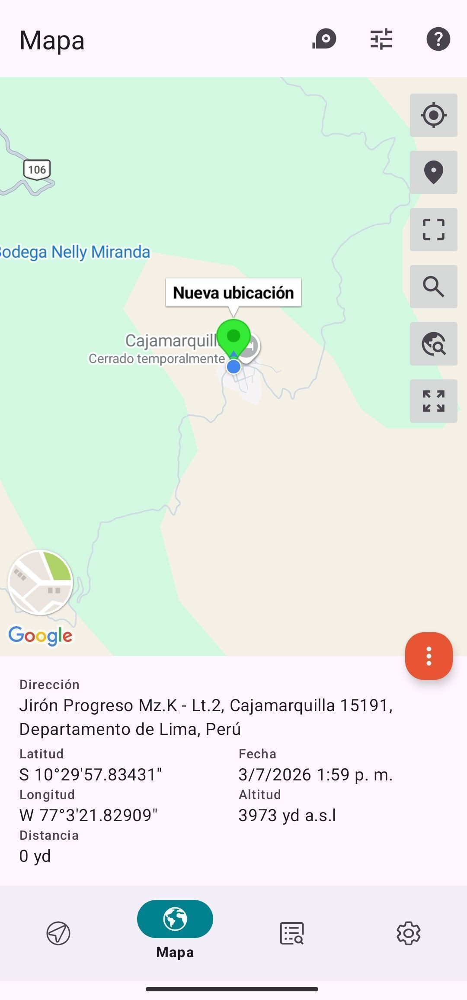 Mapa
106
Bodega Nelly Miranda
Nueva ubicación
Cajamarquill
Cerrado temporalmente
Google
Dirección
Jirón Progreso Mz.K - Lt.2, Cajamarquilla 15191,
Departamento de Lima, Perú
Latitud
S 10°29'57.83431"
Fecha
3/7/2026 1:59 p. m.
Longitud
W 77°3'21.82909"
Altitud
3973 yd a.s.l
Distancia
0 yd
Mapa